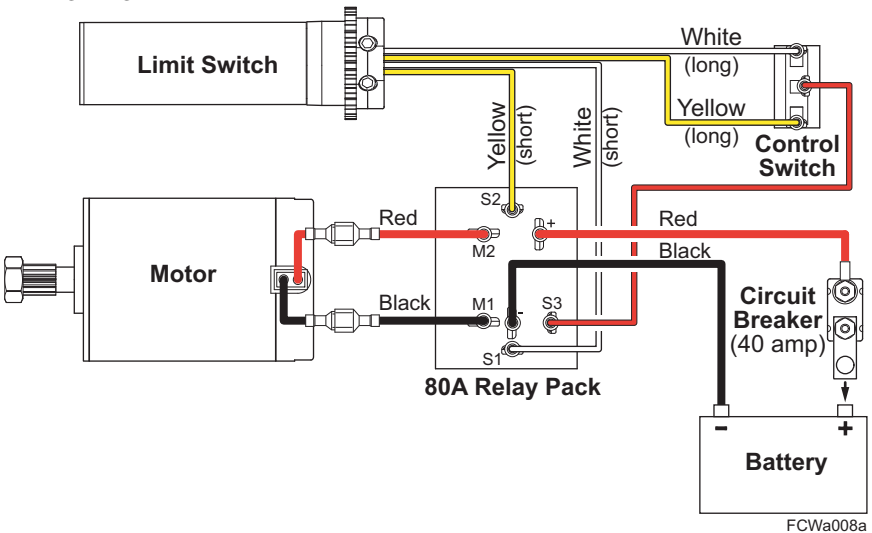 Limit Switch
White
(long)
Yellow
(long)
Control
Switch
Yellow
(short)
White
(short)
S2
+
Red
M2
Red
Black
Motor
Black
M1
-
S3
S1
80A Relay Pack
Circuit
Breaker
(40 amp)
- +
Battery
FCWa008a